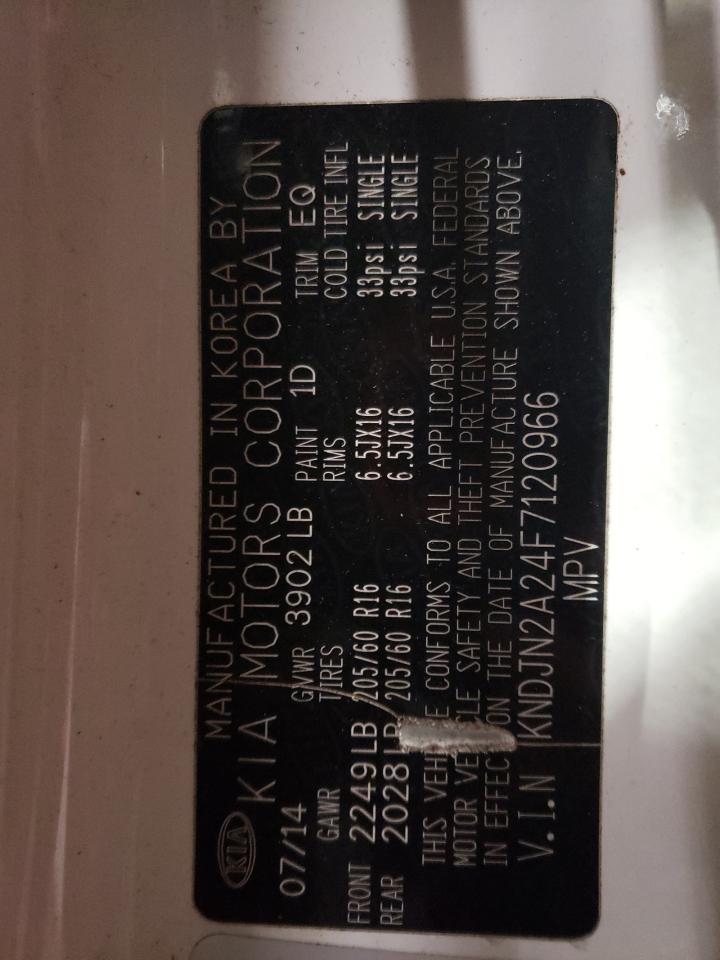 KIA
MANUFACTURED IN KOREA BY
KIA MOTORS CORPORATION
07/14 GVWR 3902 LB PAINT 1D TRIM EQ
GAWR TIRES RIMS COLD TIRE INFL
FRONT 2249 LB 205/60 R16 6.5JX16 33psi SINGLE
REAR 2028 LB 205/60 R16 6.5JX16 33psi SINGLE
THIS VEH E CONFORMS TO ALL APPLICABLE U.S.A. FEDERAL
MOTOR VE CLE SAFETY AND THEFT PREVENTION STANDARDS
IN EFFEC ON THE DATE OF MANUFACTURE SHOWN ABOVE.
V.I.N KNDJN2A24F7120966
MPV